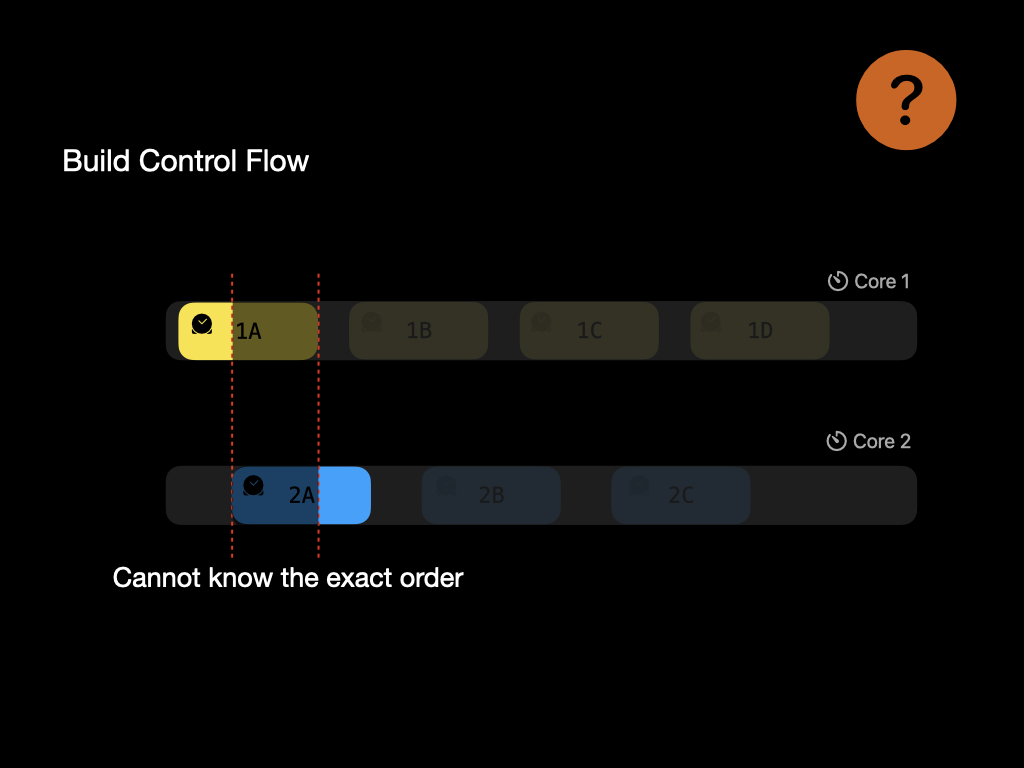 ?
Build Control Flow
Core 1
1A 1B 1C 1D
Core 2
2A 2B 2C
Cannot know the exact order